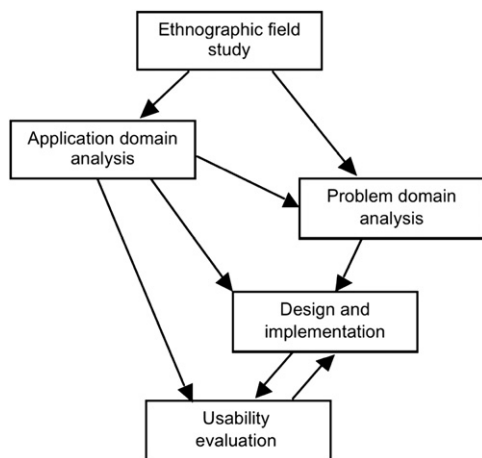 Ethnographic field
study
Application domain
analysis
Problem domain
analysis
Design and
implementation
Usability
evaluation